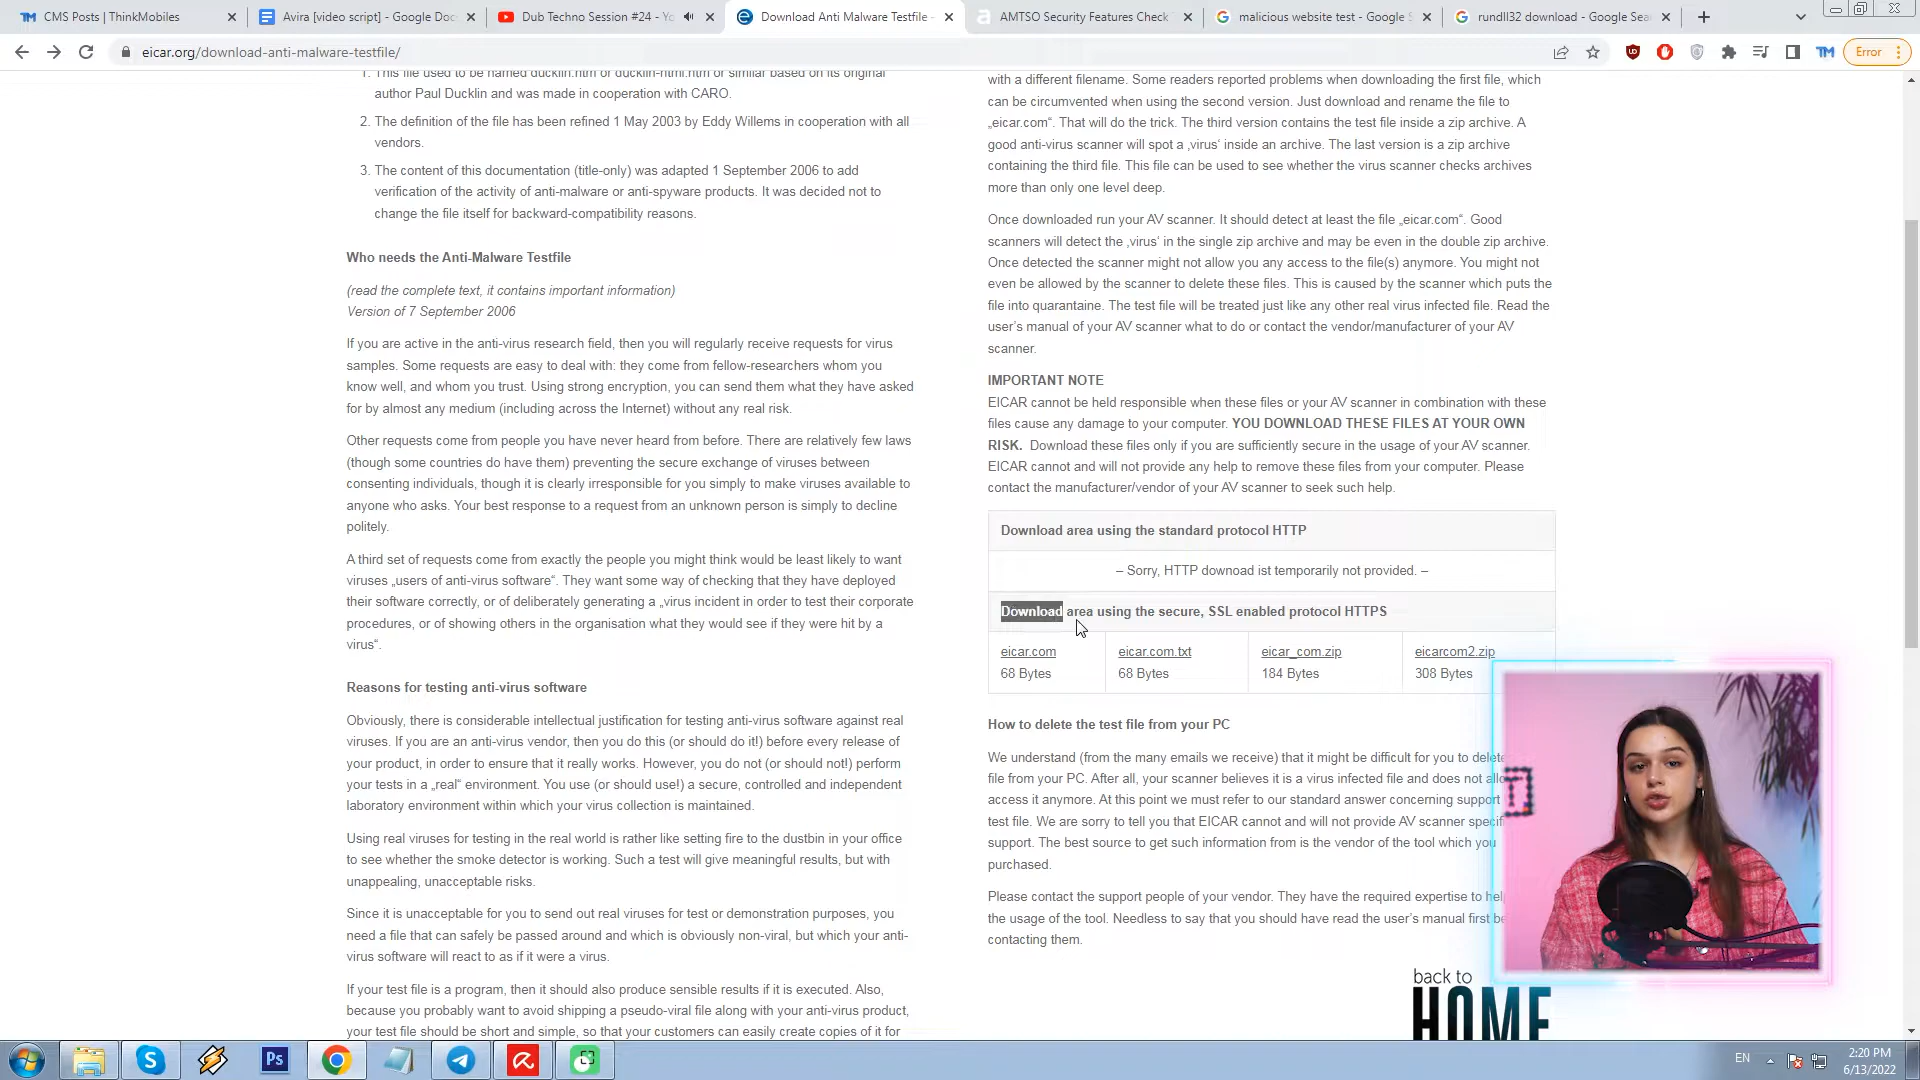 CMS Posts | ThinkMobiles
Avira [video script] - Google Doc
Dub Techno Session #24 - Yo
Download Anti Malware Testfile -
AMTSO Security Features Check
malicious website test - Google S
rundll32 download - Google Sea
eicar.org/download-anti-malware-testfile/
TM
Error
1. This file used to be named ducklin.htm or ducklin-html.htm or similar based on its original
author Paul Ducklin and was made in cooperation with CARO.
2. The definition of the file has been refined 1 May 2003 by Eddy Willems in cooperation with all
vendors.
3. The content of this documentation (title-only) was adapted 1 September 2006 to add
verification of the activity of anti-malware or anti-spyware products. It was decided not to
change the file itself for backward-compatibility reasons.
Who needs the Anti-Malware Testfile
(read the complete text, it contains important information)
Version of 7 September 2006
If you are active in the anti-virus research field, then you will regularly receive requests for virus
samples. Some requests are easy to deal with: they come from fellow-researchers whom you
know well, and whom you trust. Using strong encryption, you can send them what they have asked
for by almost any medium (including across the Internet) without any real risk.
Other requests come from people you have never heard from before. There are relatively few laws
(though some countries do have them) preventing the secure exchange of viruses between
consenting individuals, though it is clearly irresponsible for you simply to make viruses available to
anyone who asks. Your best response to a request from an unknown person is simply to decline
politely.
A third set of requests come from exactly the people you might think would be least likely to want
viruses „users of anti-virus software“. They want some way of checking that they have deployed
their software correctly, or of deliberately generating a „virus incident in order to test their corporate
procedures, or of showing others in the organisation what they would see if they were hit by a
virus“.
Reasons for testing anti-virus software
Obviously, there is considerable intellectual justification for testing anti-virus software against real
viruses. If you are an anti-virus vendor, then you do this (or should do it!) before every release of
your product, in order to ensure that it really works. However, you do not (or should not!) perform
your tests in a „real“ environment. You use (or should use!) a secure, controlled and independent
laboratory environment within which your virus collection is maintained.
Using real viruses for testing in the real world is rather like setting fire to the dustbin in your office
to see whether the smoke detector is working. Such a test will give meaningful results, but with
unappealing, unacceptable risks.
Since it is unacceptable for you to send out real viruses for test or demonstration purposes, you
need a file that can safely be passed around and which is obviously non-viral, but which your anti-
virus software will react to as if it were a virus.
If your test file is a program, then it should also produce sensible results if it is executed. Also,
because you probably want to avoid shipping a pseudo-viral file along with your anti-virus product,
your test file should be short and simple, so that your customers can easily create copies of it for
with a different filename. Some readers reported problems when downloading the first file, which
can be circumvented when using the second version. Just download and rename the file to
„eicar.com“. That will do the trick. The third version contains the test file inside a zip archive. A
good anti-virus scanner will spot a ‚virus‘ inside an archive. The last version is a zip archive
containing the third file. This file can be used to see whether the virus scanner checks archives
more than only one level deep.
Once downloaded run your AV scanner. It should detect at least the file „eicar.com“. Good
scanners will detect the ‚virus‘ in the single zip archive and may be even in the double zip archive.
Once detected the scanner might not allow you any access to the file(s) anymore. You might not
even be allowed by the scanner to delete these files. This is caused by the scanner which puts the
file into quarantaine. The test file will be treated just like any other real virus infected file. Read the
user’s manual of your AV scanner what to do or contact the vendor/manufacturer of your AV
scanner.
IMPORTANT NOTE
EICAR cannot be held responsible when these files or your AV scanner in combination with these
files cause any damage to your computer. YOU DOWNLOAD THESE FILES AT YOUR OWN
RISK. Download these files only if you are sufficiently secure in the usage of your AV scanner.
EICAR cannot and will not provide any help to remove these files from your computer. Please
contact the manufacturer/vendor of your AV scanner to seek such help.
Download area using the standard protocol HTTP
– Sorry, HTTP downoad ist temporarily not provided. –
Download area using the secure, SSL enabled protocol HTTPS
eicar.com eicar.com.txt eicar_com.zip eicarcom2.zip
68 Bytes 68 Bytes 184 Bytes 308 Bytes
How to delete the test file from your PC
We understand (from the many emails we receive) that it might be difficult for you to delete
file from your PC. After all, your scanner believes it is a virus infected file and does not allo
access it anymore. At this point we must refer to our standard answer concerning support
test file. We are sorry to tell you that EICAR cannot and will not provide AV scanner specifi
support. The best source to get such information from is the vendor of the tool which you
purchased.
Please contact the support people of your vendor. They have the required expertise to help
the usage of the tool. Needless to say that you should have read the user’s manual first be
contacting them.
back to
HOME
Ps
EN
2:20 PM
6/13/2022